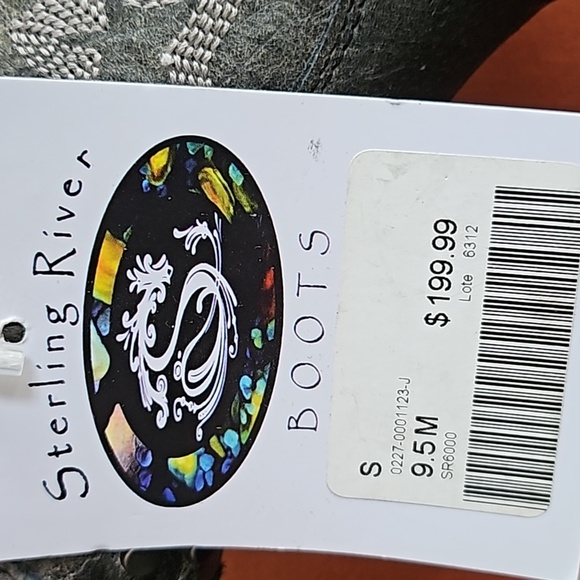 Sterling River
BOOTS
S
0227-0001123-J
9.5M
SR6000
$199.99
Lote 6312